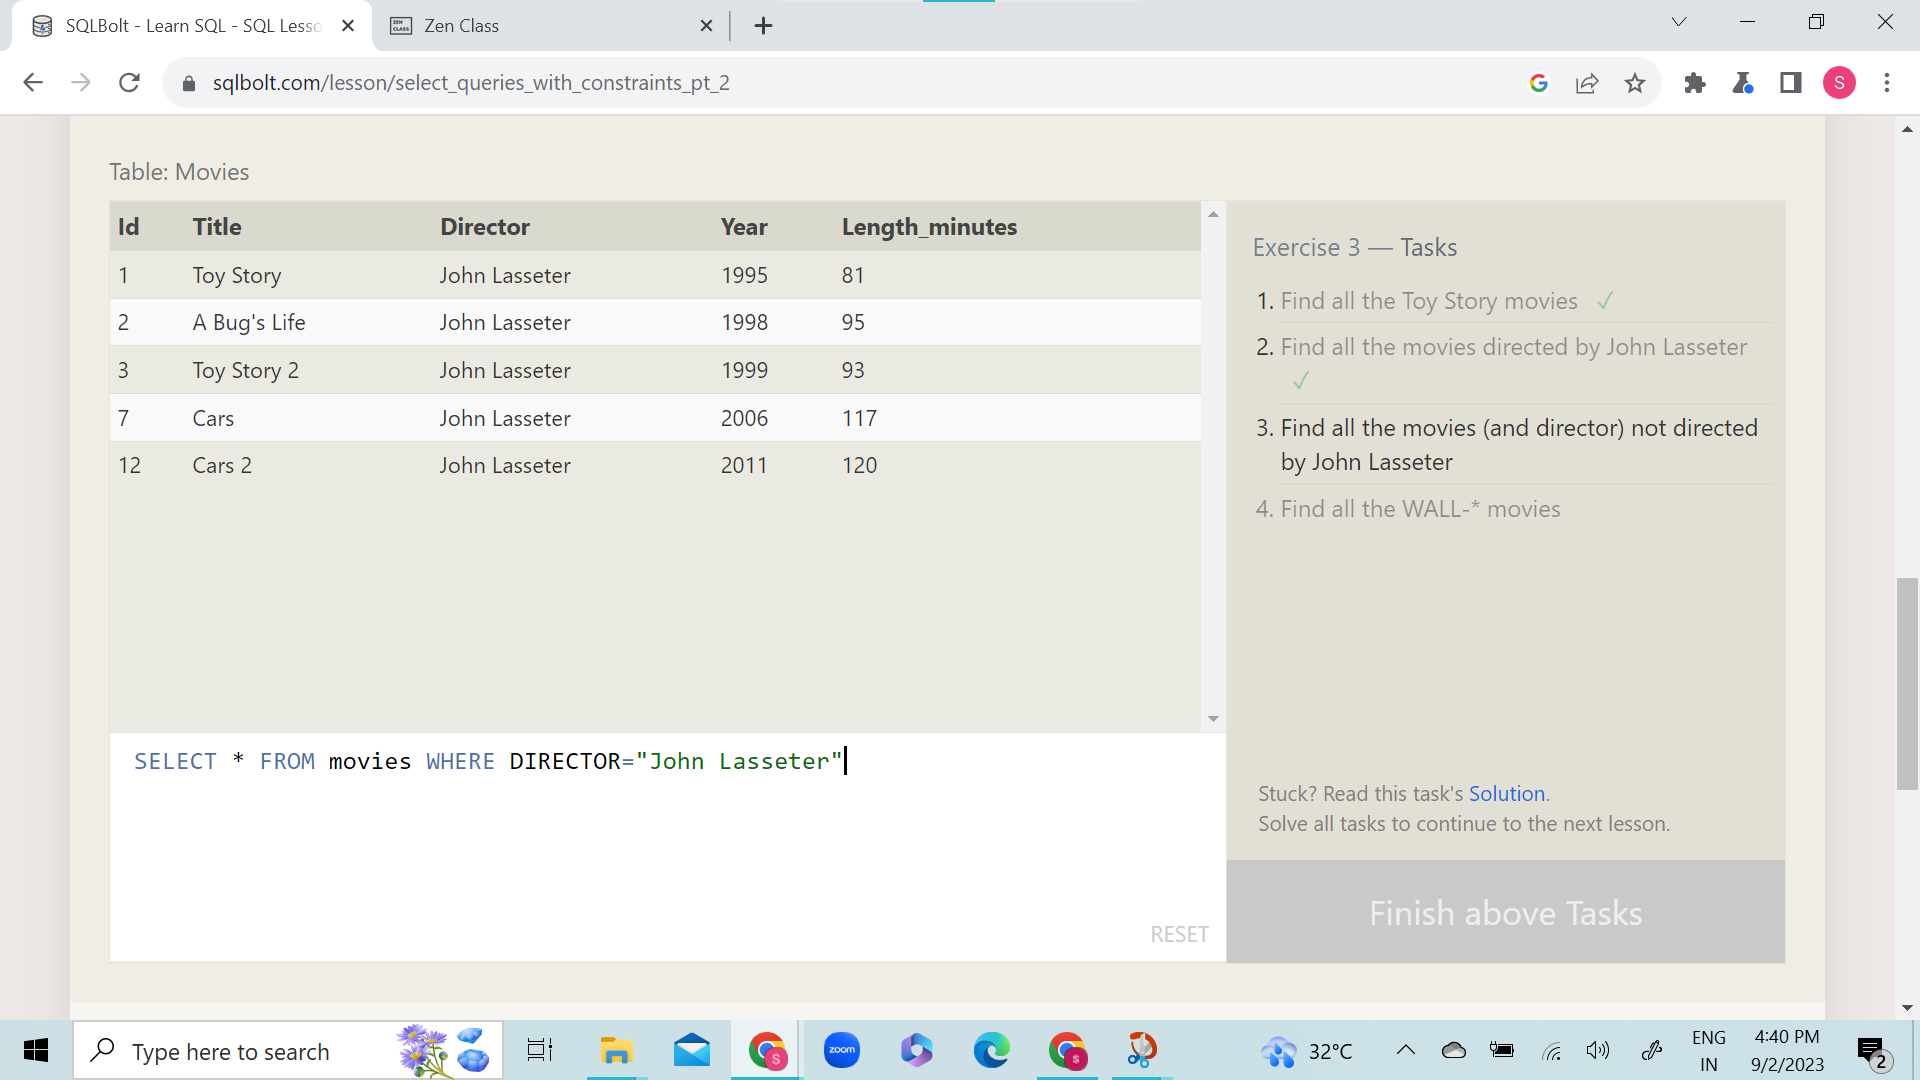 SQLBolt - Learn SQL - SQL Lesso
Zen Class
sqlbolt.com/lesson/select_queries_with_constraints_pt_2
S
Table: Movies
Id Title Director Year Length_minutes
1 Toy Story John Lasseter 1995 81
2 A Bug's Life John Lasseter 1998 95
3 Toy Story 2 John Lasseter 1999 93
7 Cars John Lasseter 2006 117
12 Cars 2 John Lasseter 2011 120
SELECT * FROM movies WHERE DIRECTOR="John Lasseter"
RESET
Exercise 3 — Tasks
1. Find all the Toy Story movies ✓
2. Find all the movies directed by John Lasseter
✓
3. Find all the movies (and director) not directed
by John Lasseter
4. Find all the WALL-* movies
Stuck? Read this task's Solution.
Solve all tasks to continue to the next lesson.
Finish above Tasks
Type here to search
S
zoom
S
32°C
ENG
IN
4:40 PM
9/2/2023
2